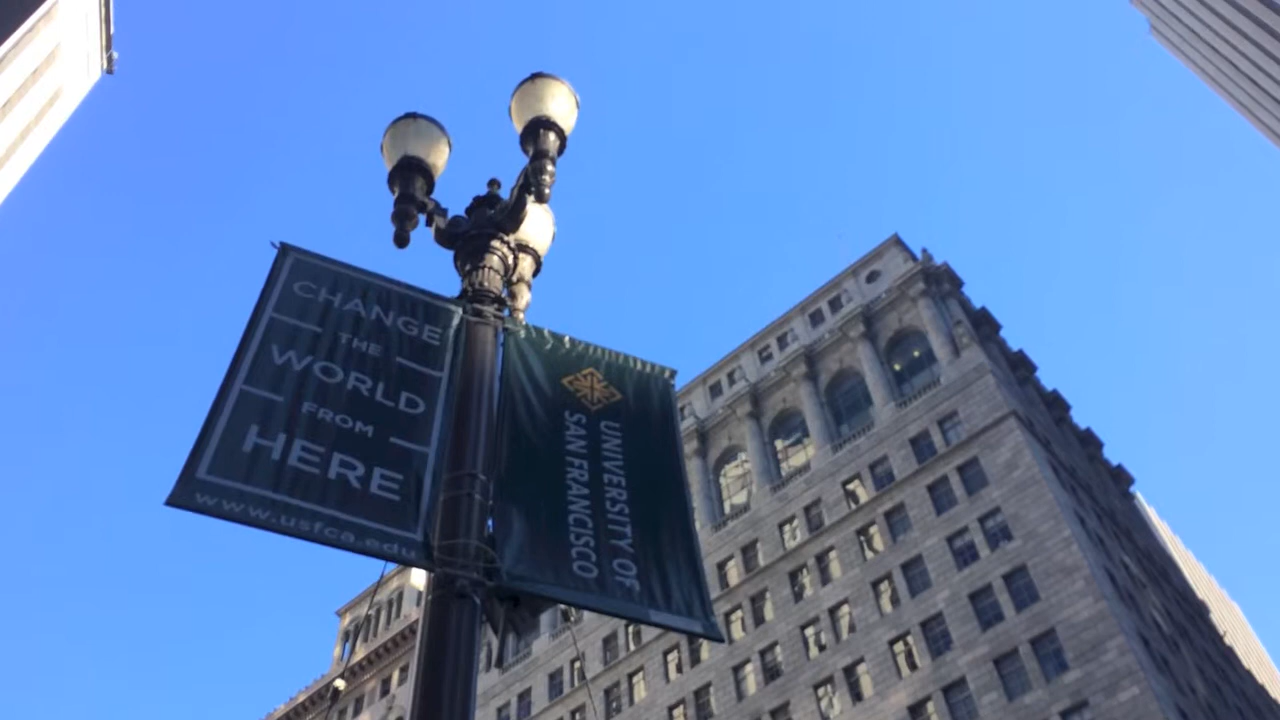 CHANGE
THE
WORLD
FROM
HERE
www.usfca.edu
UNIVERSITY OF
SAN FRANCISCO